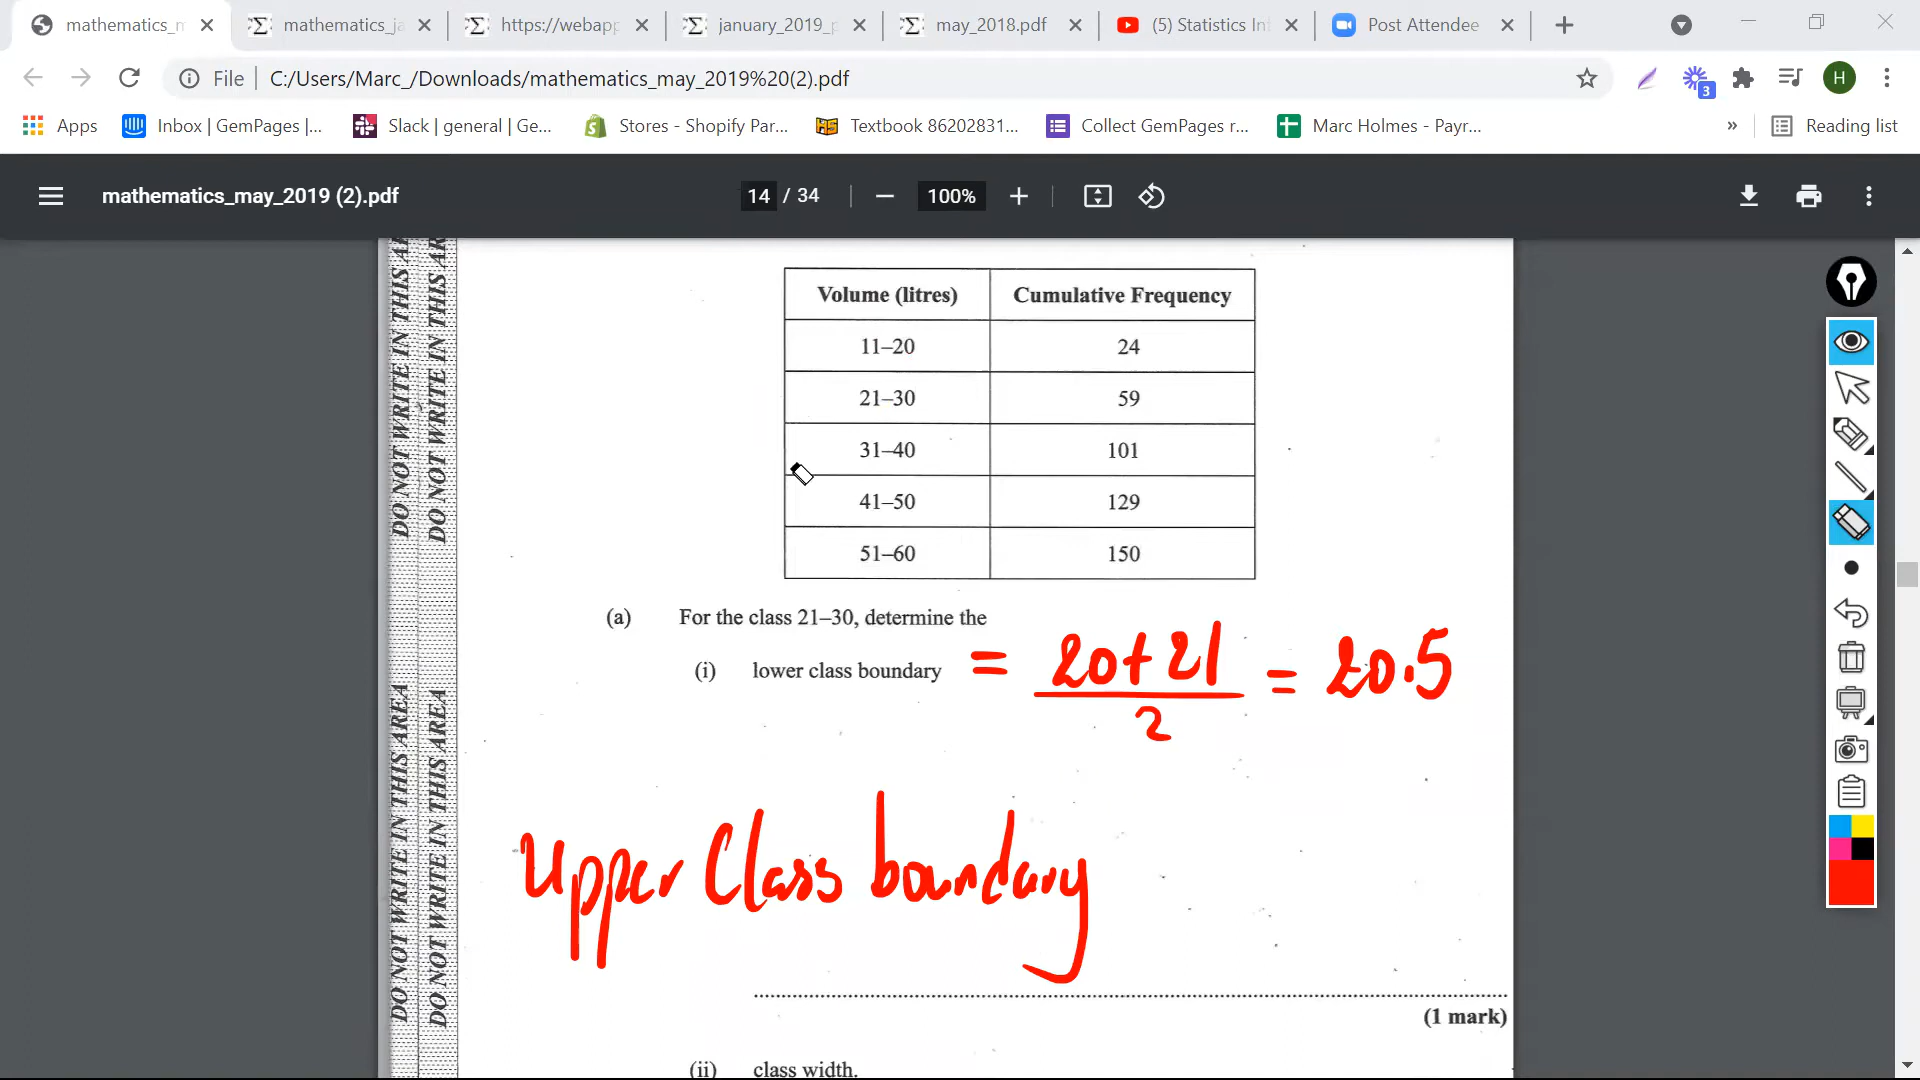 mathematics_m
mathematics_ja
https://webapp
january_2019_p
may_2018.pdf
(5) Statistics Int
Post Attendee
File
C:/Users/Marc_/Downloads/mathematics_may_2019%20(2).pdf
3
H
Apps
Inbox | GemPages |...
Slack | general | Ge...
Stores - Shopify Par...
Textbook 86202831...
Collect GemPages r...
Marc Holmes - Payr...
»
Reading list
mathematics_may_2019 (2).pdf
14 / 34
100%
DO NOT WRITE IN THIS AR
DO NOT WRITE IN THIS AR
Volume (litres) Cumulative Frequency
11–20 24
21–30 59
31–40 101
41–50 129
51–60 150
(a) For the class 21–30, determine the
(i) lower class boundary = 20+21 = 20.5
2
Upper Class boundary
DO NOT WRITE IN THIS AREA
DO NOT WRITE IN THIS AREA
(1 mark)
(ii) class width.